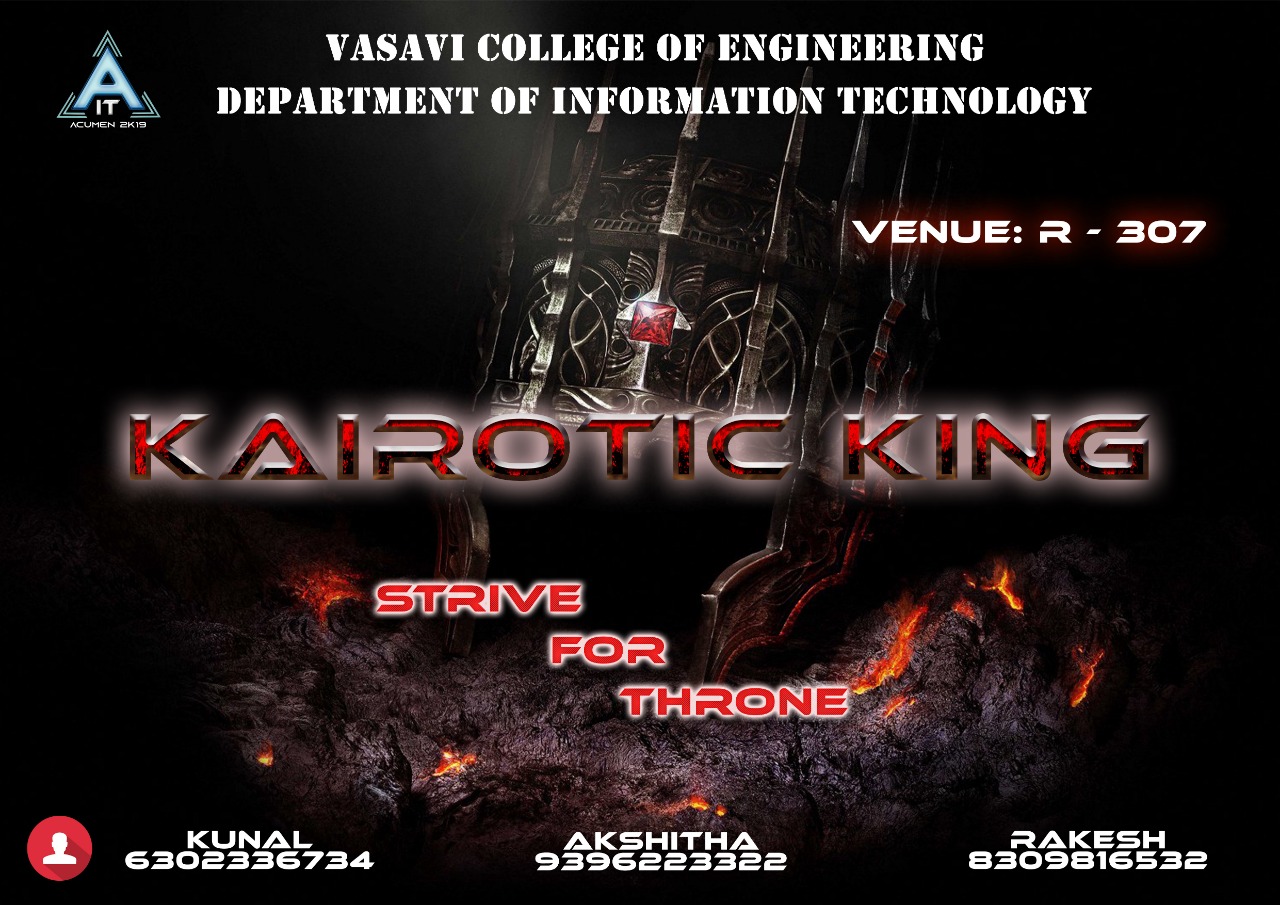 VASAVI COLLEGE OF ENGINEERING
DEPARTMENT OF INFORMATION TECHNOLOGY
A
IT
ACUMEN 2K19
VENUE: R - 307
KAIROTIC KING
STRIVE
FOR
THRONE
KUNAL
6302336734
AKSHITHA
9396223322
RAKESH
8309816532